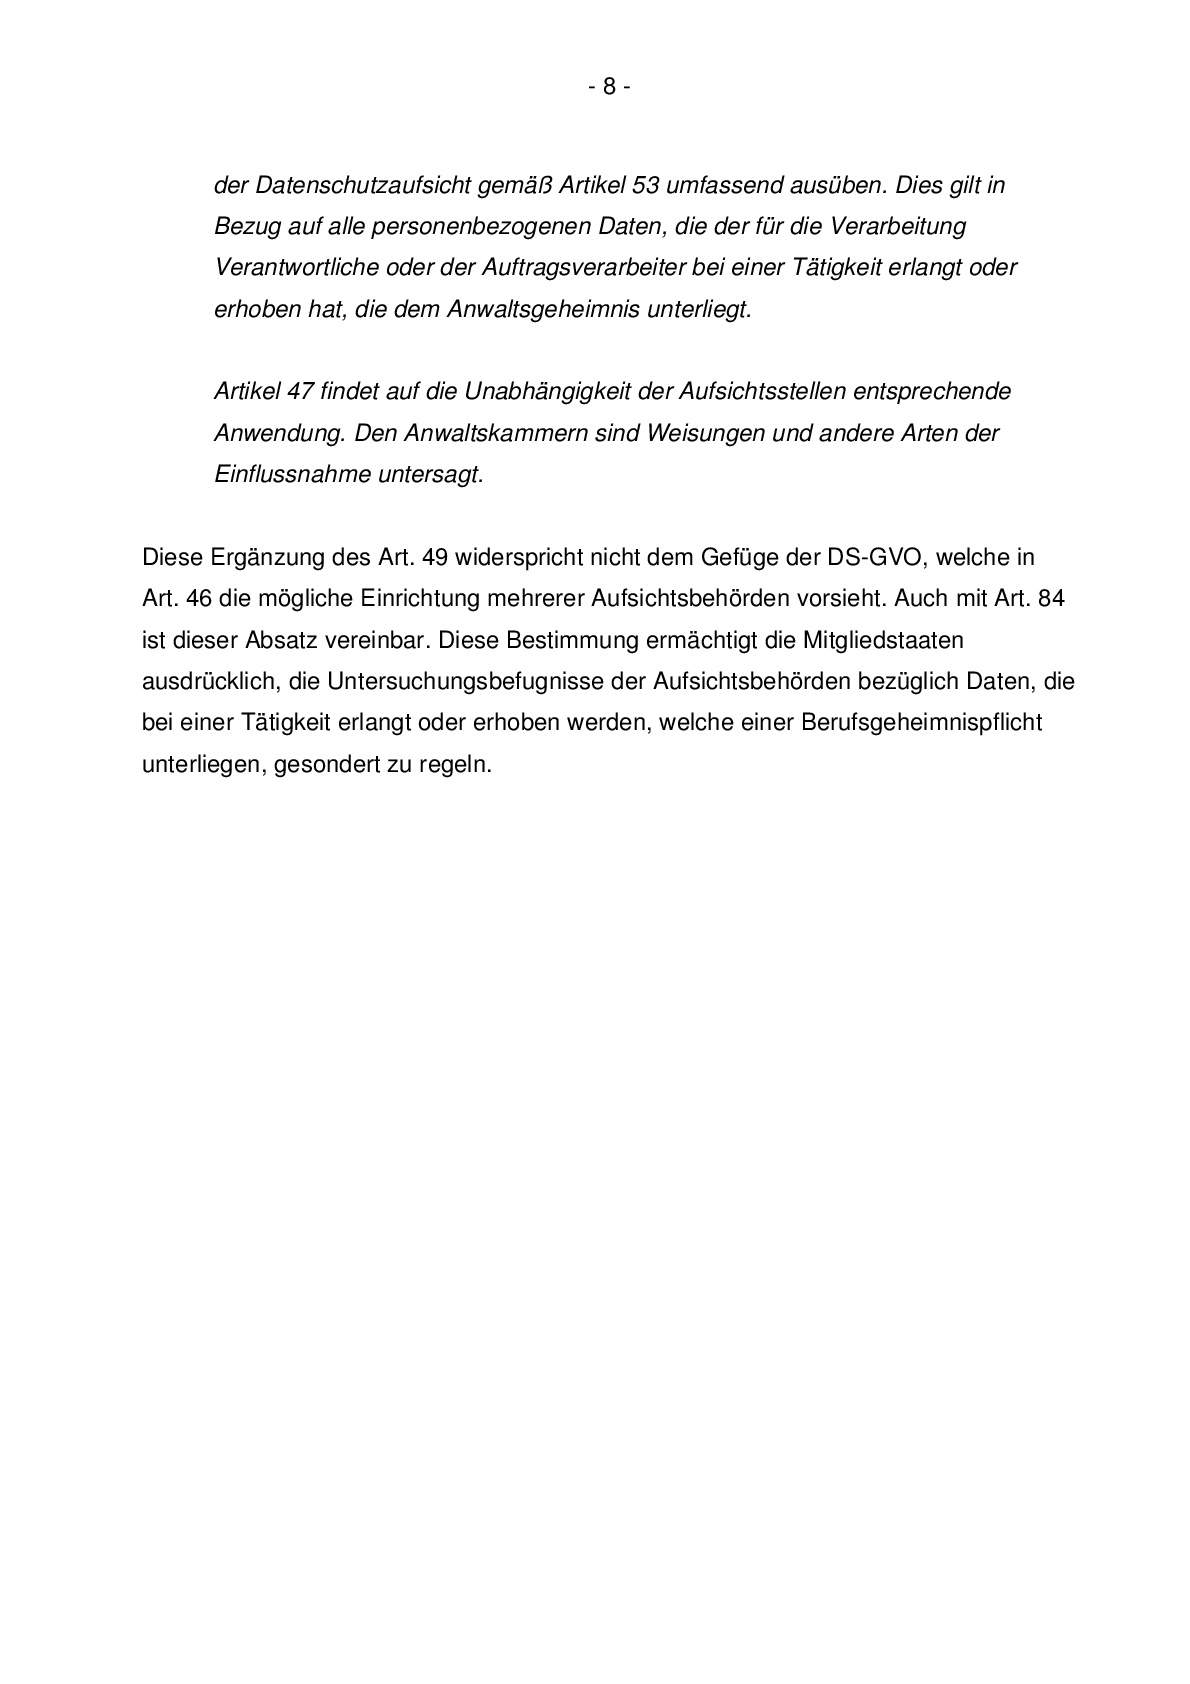 - 8 -
der Datenschutzaufsicht gemäß Artikel 53 umfassend ausüben. Dies gilt in
Bezug auf alle personenbezogenen Daten, die der für die Verarbeitung
Verantwortliche oder der Auftragsverarbeiter bei einer Tätigkeit erlangt oder
erhoben hat, die dem Anwaltsgeheimnis unterliegt.
Artikel 47 findet auf die Unabhängigkeit der Aufsichtsstellen entsprechende
Anwendung. Den Anwaltskammern sind Weisungen und andere Arten der
Einflussnahme untersagt.
Diese Ergänzung des Art. 49 widerspricht nicht dem Gefüge der DS-GVO, welche in
Art. 46 die mögliche Einrichtung mehrerer Aufsichtsbehörden vorsieht. Auch mit Art. 84
ist dieser Absatz vereinbar. Diese Bestimmung ermächtigt die Mitgliedstaaten
ausdrücklich, die Untersuchungsbefugnisse der Aufsichtsbehörden bezüglich Daten, die
bei einer Tätigkeit erlangt oder erhoben werden, welche einer Berufsgeheimnispflicht
unterliegen, gesondert zu regeln.